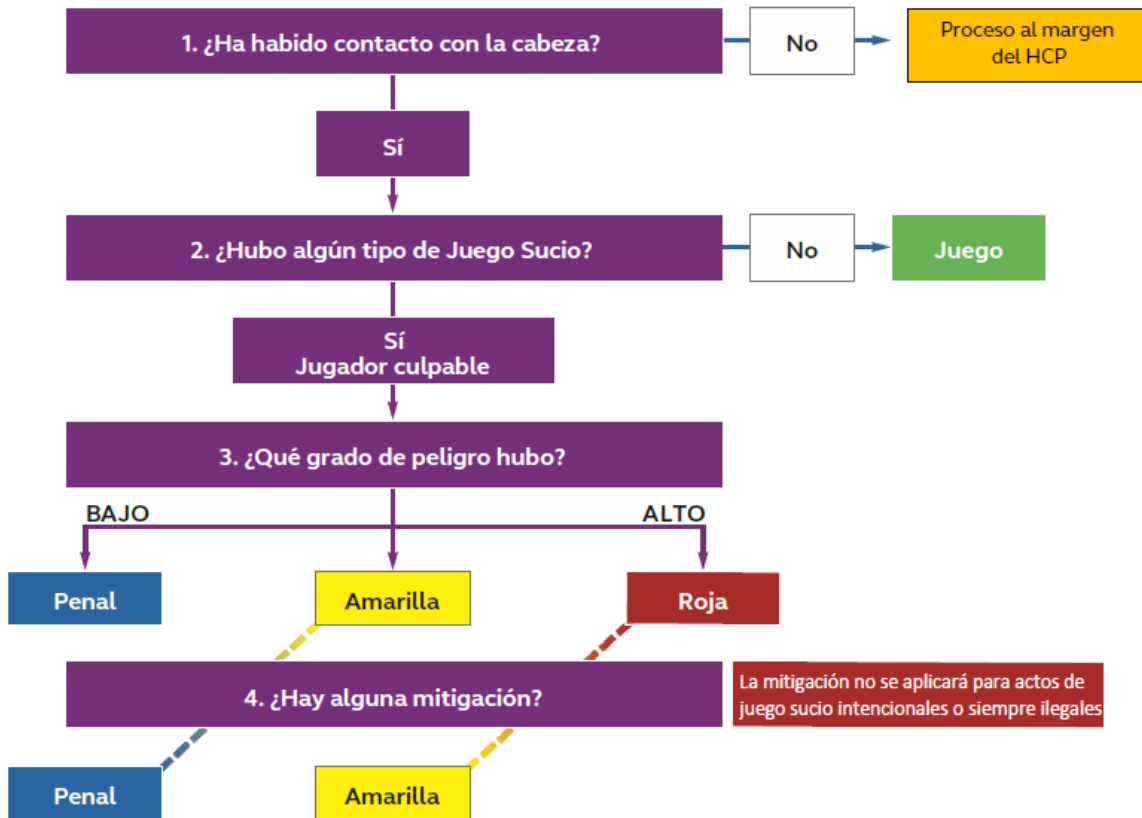 1. ¿Ha habido contacto con la cabeza?
No
Proceso al margen
del HCP
Sí
2. ¿Hubo algún tipo de Juego Sucio?
No
Juego
Sí
Jugador culpable
3. ¿Qué grado de peligro hubo?
BAJO
ALTO
Penal
Amarilla
Roja
4. ¿Hay alguna mitigación?
La mitigación no se aplicará para actos de
juego sucio intencionales o siempre ilegales
Penal
Amarilla